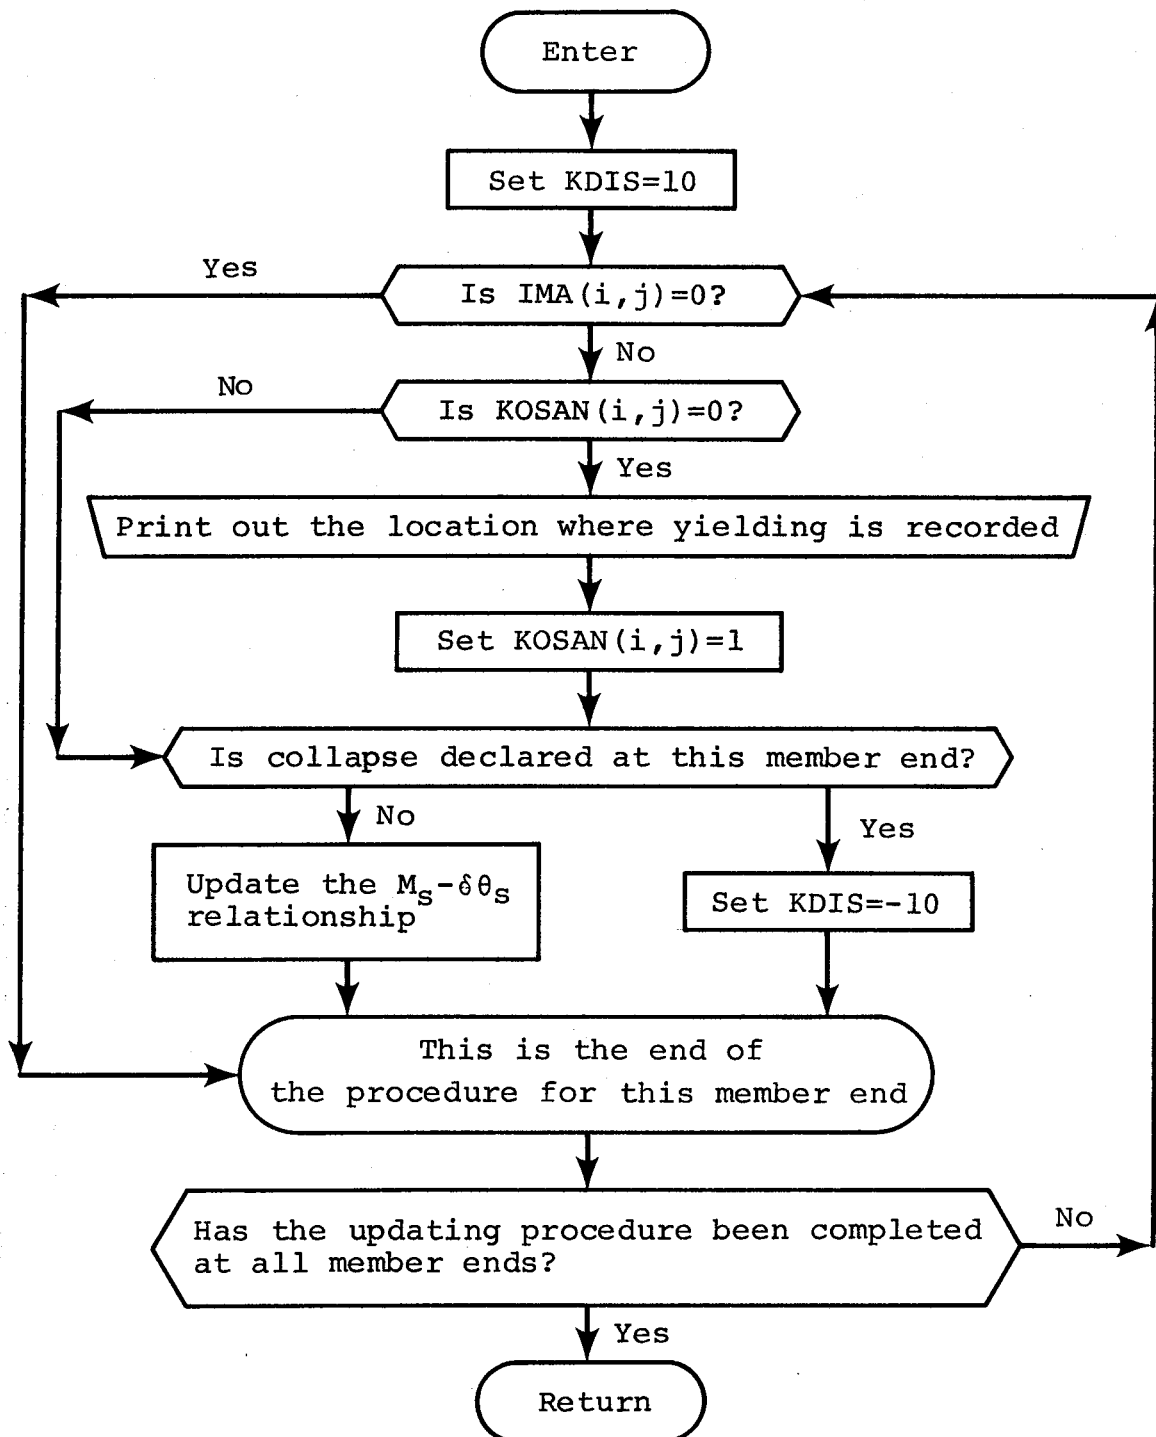 Enter
Set KDIS=10
Yes
Is IMA(i,j)=0?
No
No
Is KOSAN(i,j)=0?
Yes
Print out the location where yielding is recorded
Set KOSAN(i,j)=1
Is collapse declared at this member end?
No
Yes
Update the Mₛ-δθₛ
relationship
Set KDIS=-10
This is the end of
the procedure for this member end
Has the updating procedure been completed
at all member ends?
No
Yes
Return